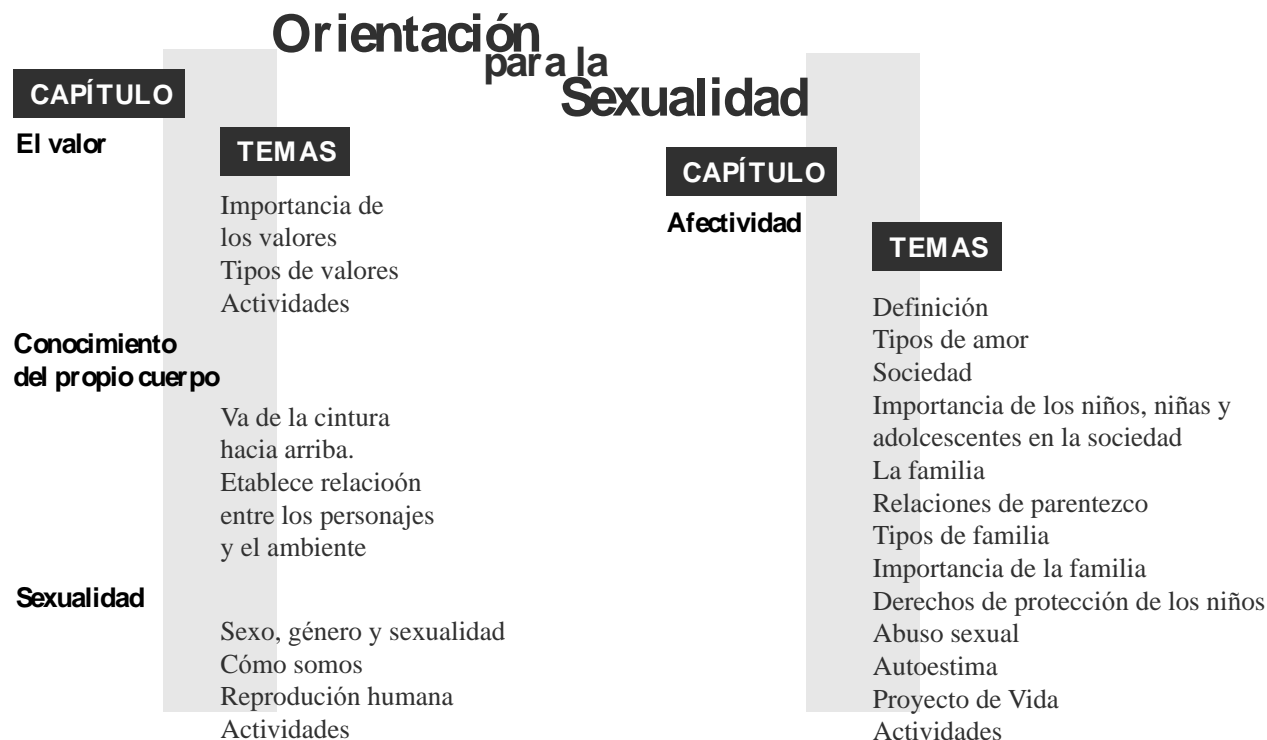 Orientación
para la
Sexualidad
CAPÍTULO
El valor
TEMAS
Importancia de
los valores
Tipos de valores
Actividades
Conocimiento
del propio cuerpo
Va de la cintura
hacia arriba.
Etablece relacioón
entre los personajes
y el ambiente
Sexualidad
Sexo, género y sexualidad
Cómo somos
Reprodución humana
Actividades
CAPÍTULO
Afectividad
TEMAS
Definición
Tipos de amor
Sociedad
Importancia de los niños, niñas y
adolcescentes en la sociedad
La familia
Relaciones de parentezco
Tipos de familia
Importancia de la familia
Derechos de protección de los niños
Abuso sexual
Autoestima
Proyecto de Vida
Actividades